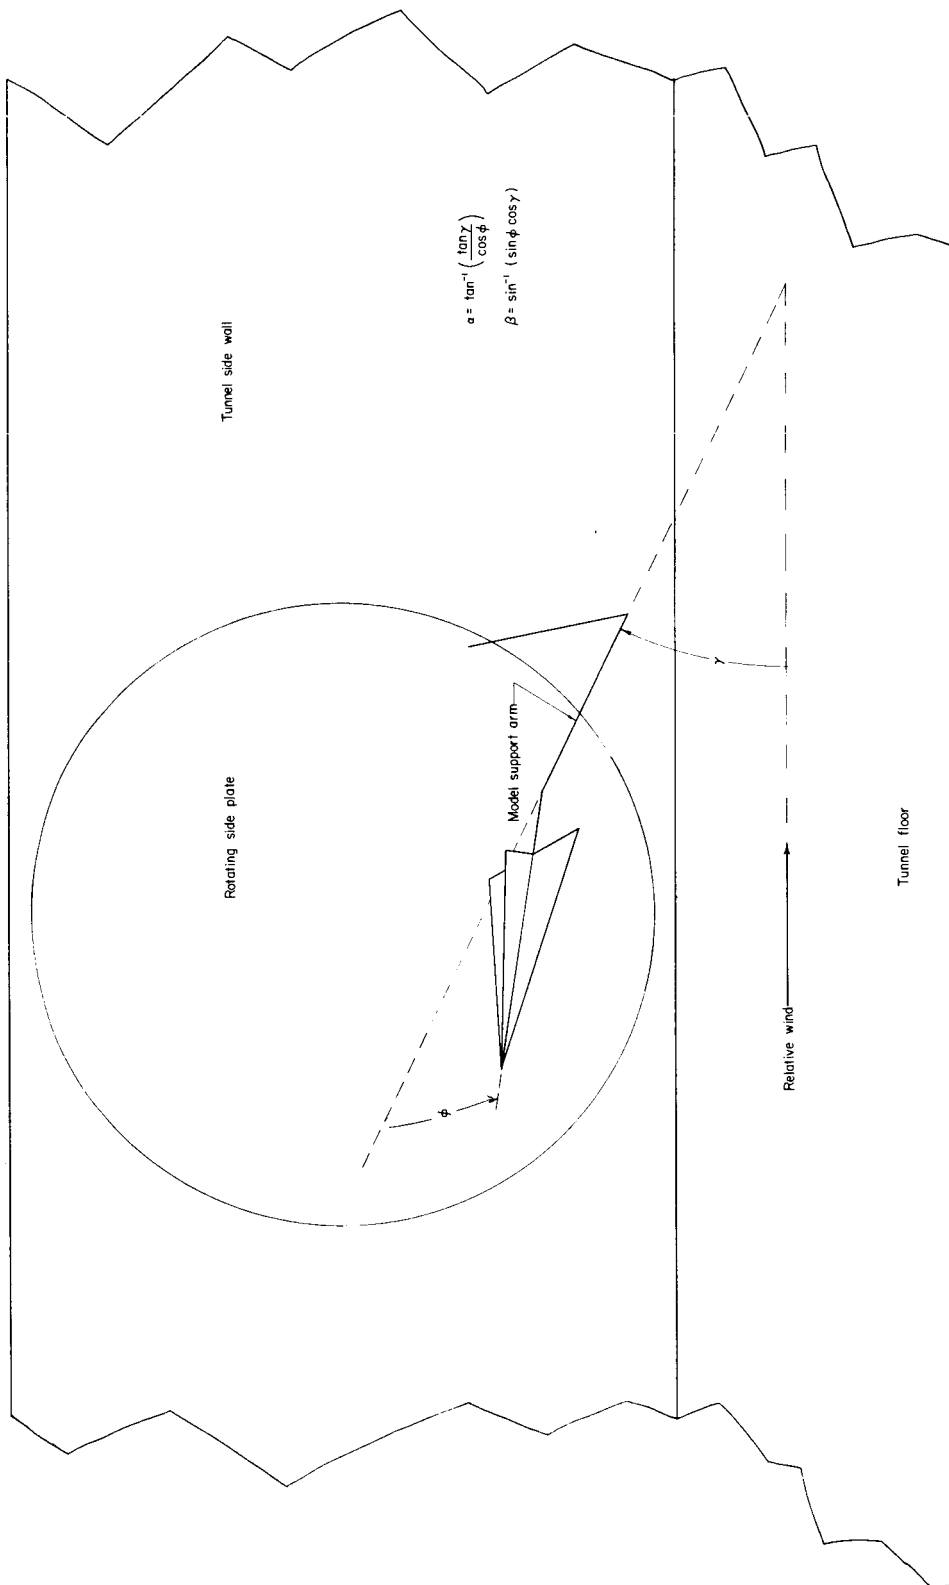 Tunnel side wall
α = tan⁻¹ (tanγ / cosφ)
β = sin⁻¹ ( sinφ cosγ )
Rotating side plate
Model support arm
φ
γ
Relative wind
Tunnel floor